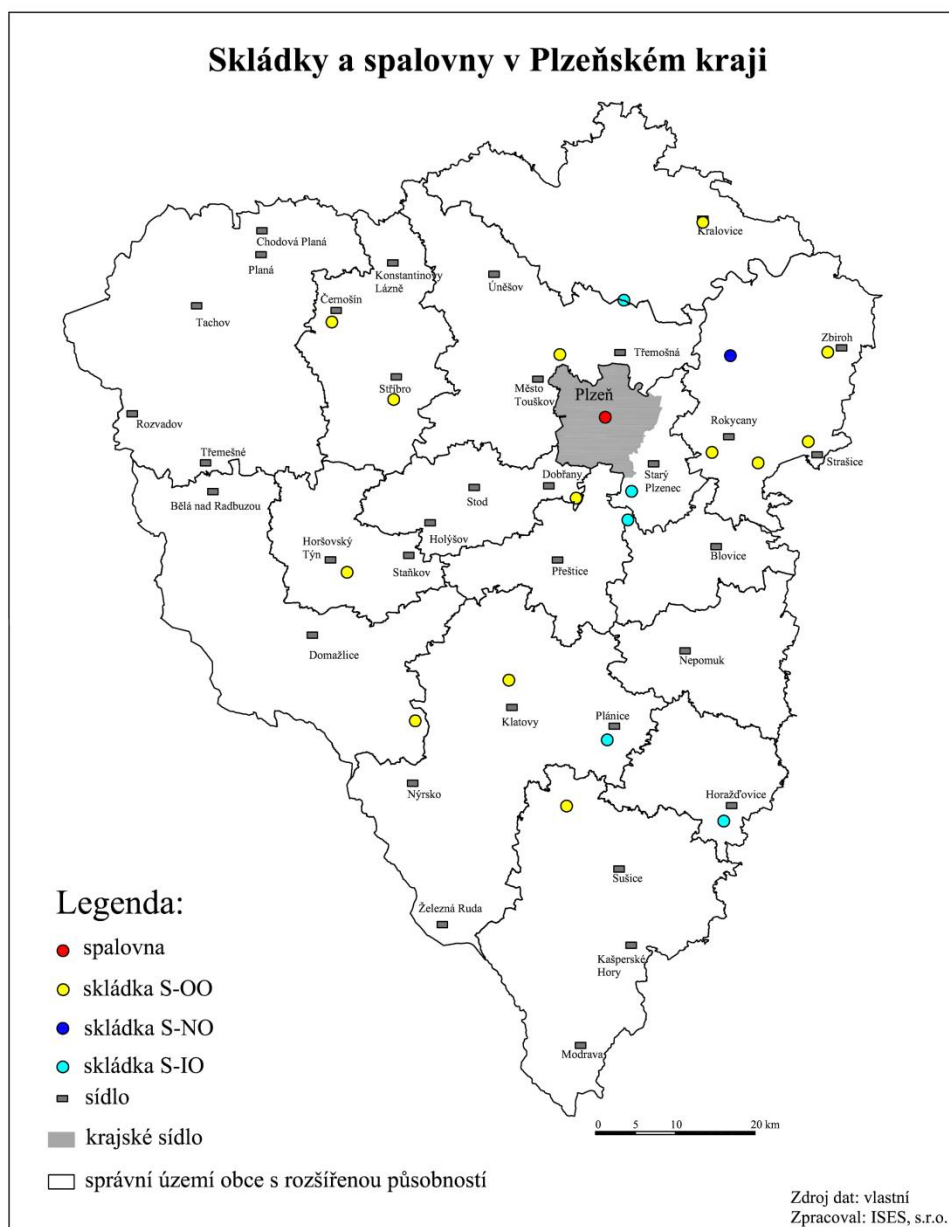 Skládky a spalovny v Plzeňském kraji
Kralovice
Chodová Planá
Planá
Konstantinovy
Lázně
Úněšov
Černošín
Tachov
Zbiroh
Třemošná
Stříbro
Město
Touškov
Plzeň
Rozvadov
Rokycany
Třemešné
Strašice
Starý
Plzenec
Dobřany
Bělá nad Radbuzou
Stod
Holýšov
Horšovský
Týn
Staňkov
Přeštice
Blovice
Domažlice
Nepomuk
Klatovy
Plánice
Nýrsko
Horažďovice
Sušice
Železná Ruda
Kašperské
Hory
Modrava
Legenda:
spalovna
skládka S-OO
skládka S-NO
skládka S-IO
sídlo
krajské sídlo
správní území obce s rozšířenou působností
0 5 10 20 km
Zdroj dat: vlastní
Zpracoval: ISES, s.r.o.